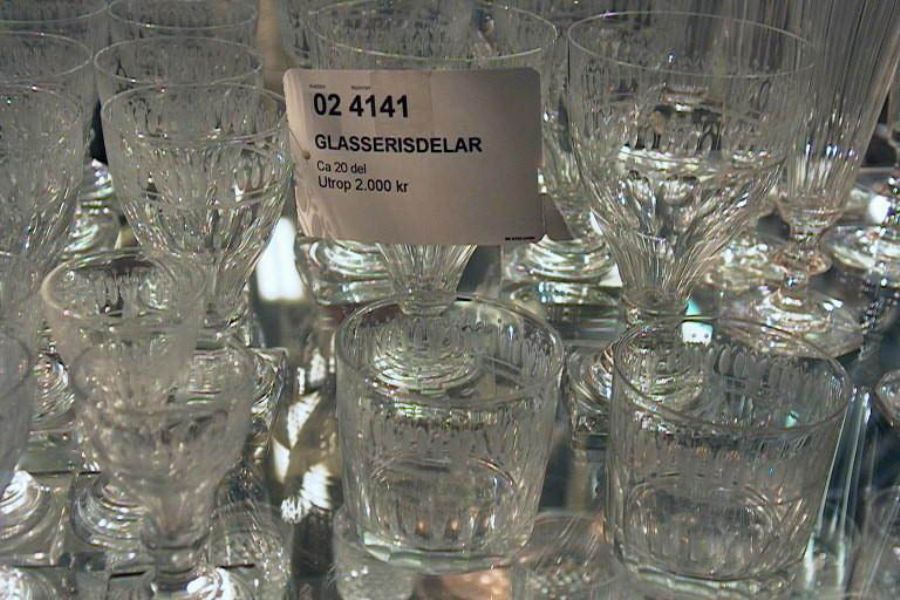 02 4141
GLASSERISDELAR
Ca 20 del
Utrop 2.000 kr